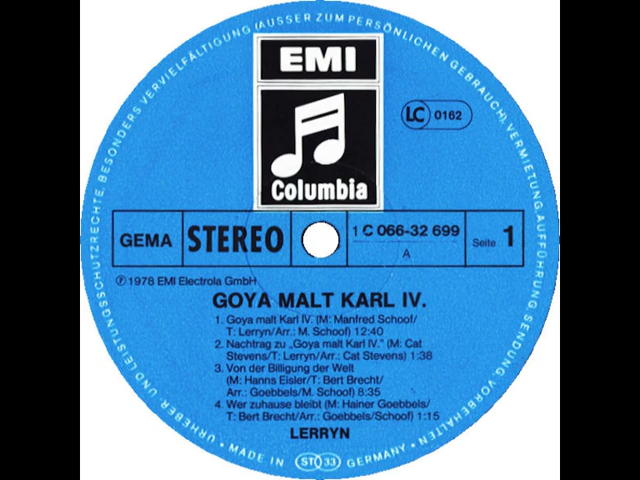 URHEBER- UND LEISTUNGSSCHUTZRECHTE, BESONDERS VERVIELFÄLTIGUNG (AUSSER ZUM PERSÖNLICHEN GEBRAUCH), VERMIETUNG, AUFFÜHRUNG, SENDUNG, VORBEHALTEN
EMI
Columbia
LC 0162
GEMA STEREO 1 C 066-32 699 Seite 1
A
Ⓟ 1978 EMI Electrola GmbH
GOYA MALT KARL IV.
1. Goya malt Karl IV. (M: Manfred Schoof/
T: Lerryn/Arr.: M. Schoof) 12:40
2. Nachtrag zu „Goya malt Karl IV.” (M: Cat
Stevens/T: Lerryn/Arr.: Cat Stevens) 1:38
3. Von der Billigung der Welt
(M: Hanns Eisler/T: Bert Brecht/
Arr.: Goebbels/M. Schoof) 8:35
4. Wer zuhause bleibt (M: Hainer Goebbels/
T: Bert Brecht/Arr.: Goebbels/Schoof) 1:15
LERRYN
• MADE IN ST 33 GERMANY •